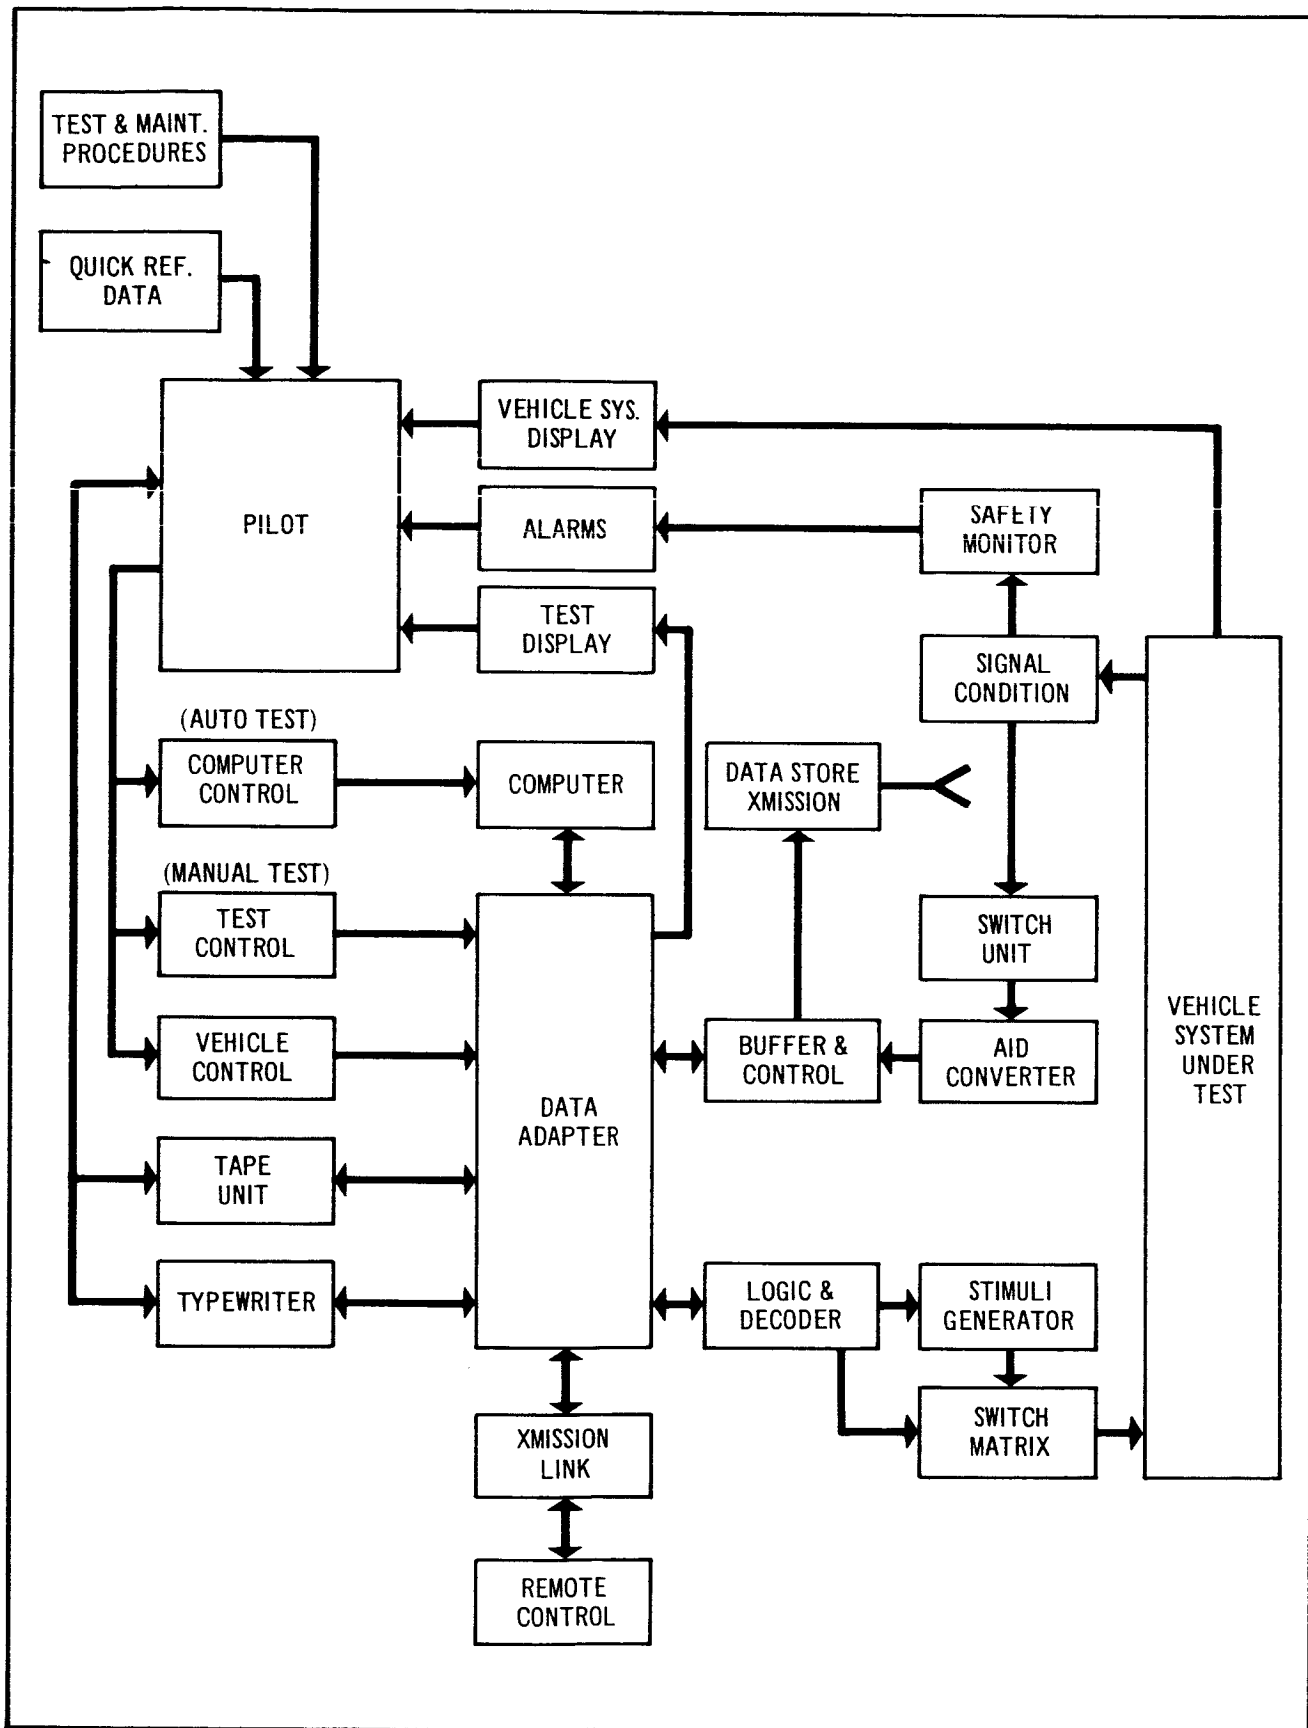 TEST & MAINT.
PROCEDURES
QUICK REF.
DATA
PILOT
VEHICLE SYS.
DISPLAY
ALARMS
TEST
DISPLAY
SAFETY
MONITOR
SIGNAL
CONDITION
(AUTO TEST)
COMPUTER
CONTROL
COMPUTER
DATA STORE
XMISSION
(MANUAL TEST)
TEST
CONTROL
SWITCH
UNIT
VEHICLE
CONTROL
DATA
ADAPTER
BUFFER &
CONTROL
AID
CONVERTER
VEHICLE
SYSTEM
UNDER
TEST
TAPE
UNIT
TYPEWRITER
LOGIC &
DECODER
STIMULI
GENERATOR
SWITCH
MATRIX
XMISSION
LINK
REMOTE
CONTROL